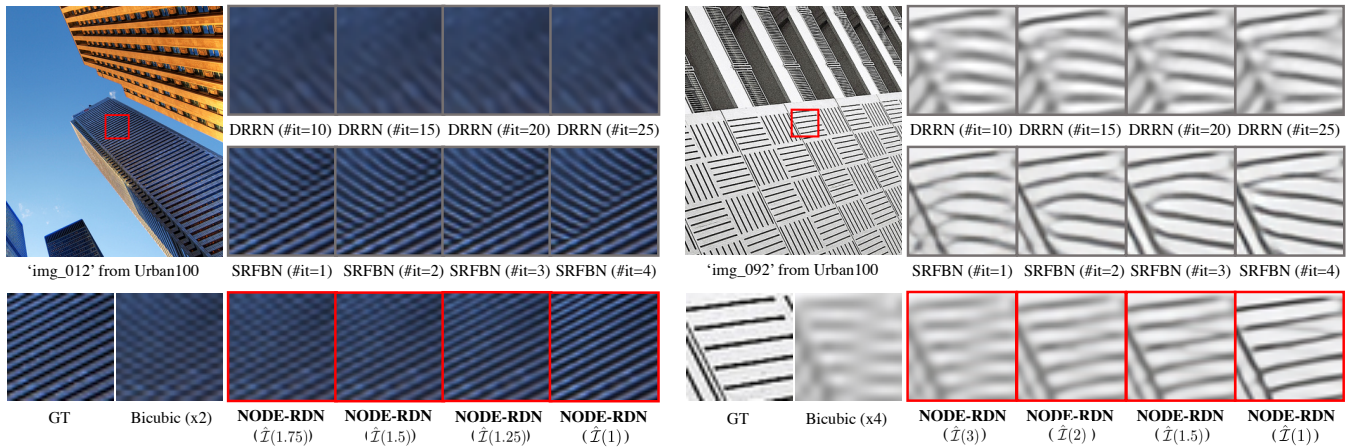 DRRN (#it=10) DRRN (#it=15) DRRN (#it=20) DRRN (#it=25)
SRFBN (#it=1) SRFBN (#it=2) SRFBN (#it=3) SRFBN (#it=4)
'img_012' from Urban100
GT Bicubic (x2) NODE-RDN NODE-RDN NODE-RDN NODE-RDN
(Î(1.75)) (Î(1.5)) (Î(1.25)) (Î(1))
DRRN (#it=10) DRRN (#it=15) DRRN (#it=20) DRRN (#it=25)
SRFBN (#it=1) SRFBN (#it=2) SRFBN (#it=3) SRFBN (#it=4)
'img_092' from Urban100
GT Bicubic (x4) NODE-RDN NODE-RDN NODE-RDN NODE-RDN
(Î(3)) (Î(2)) (Î(1.5)) (Î(1))